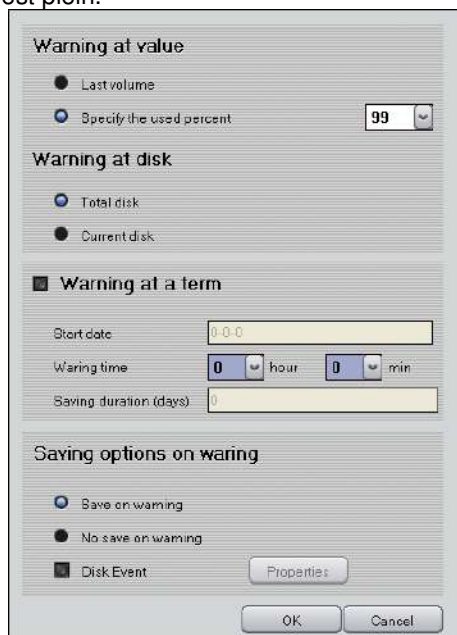 est plein.
Warning at value
Last volume
Specify the used percent 99
Warning at disk
Total disk
Current disk
Warning at a term
Start date 0-0-0
Waring time 0 hour 0 min
Saving duration (days) 0
Saving options on waring
Save on warning
No save on warning
Disk Event Properties
OK Cancel